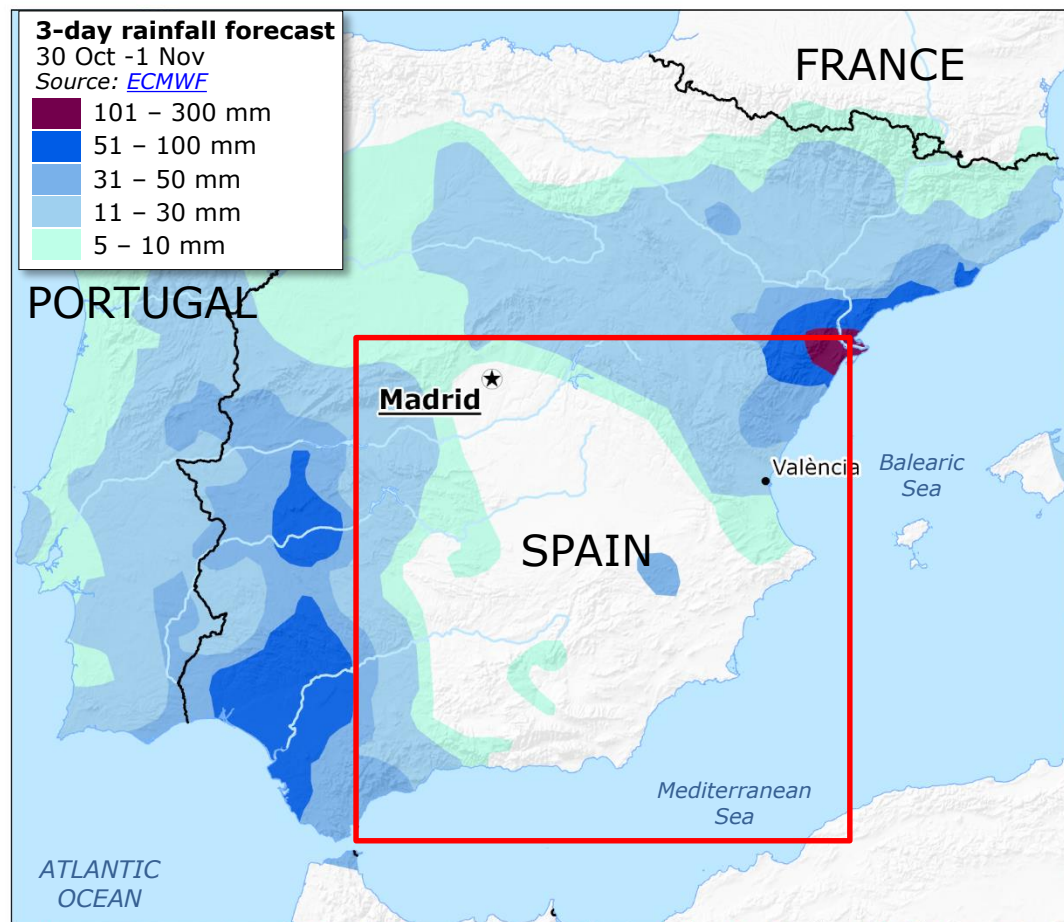 3-day rainfall forecast
30 Oct -1 Nov
Source: ECMWF
101 – 300 mm
51 – 100 mm
31 – 50 mm
11 – 30 mm
5 – 10 mm
FRANCE
PORTUGAL
Madrid
València
Balearic
Sea
SPAIN
Mediterranean
Sea
ATLANTIC
OCEAN